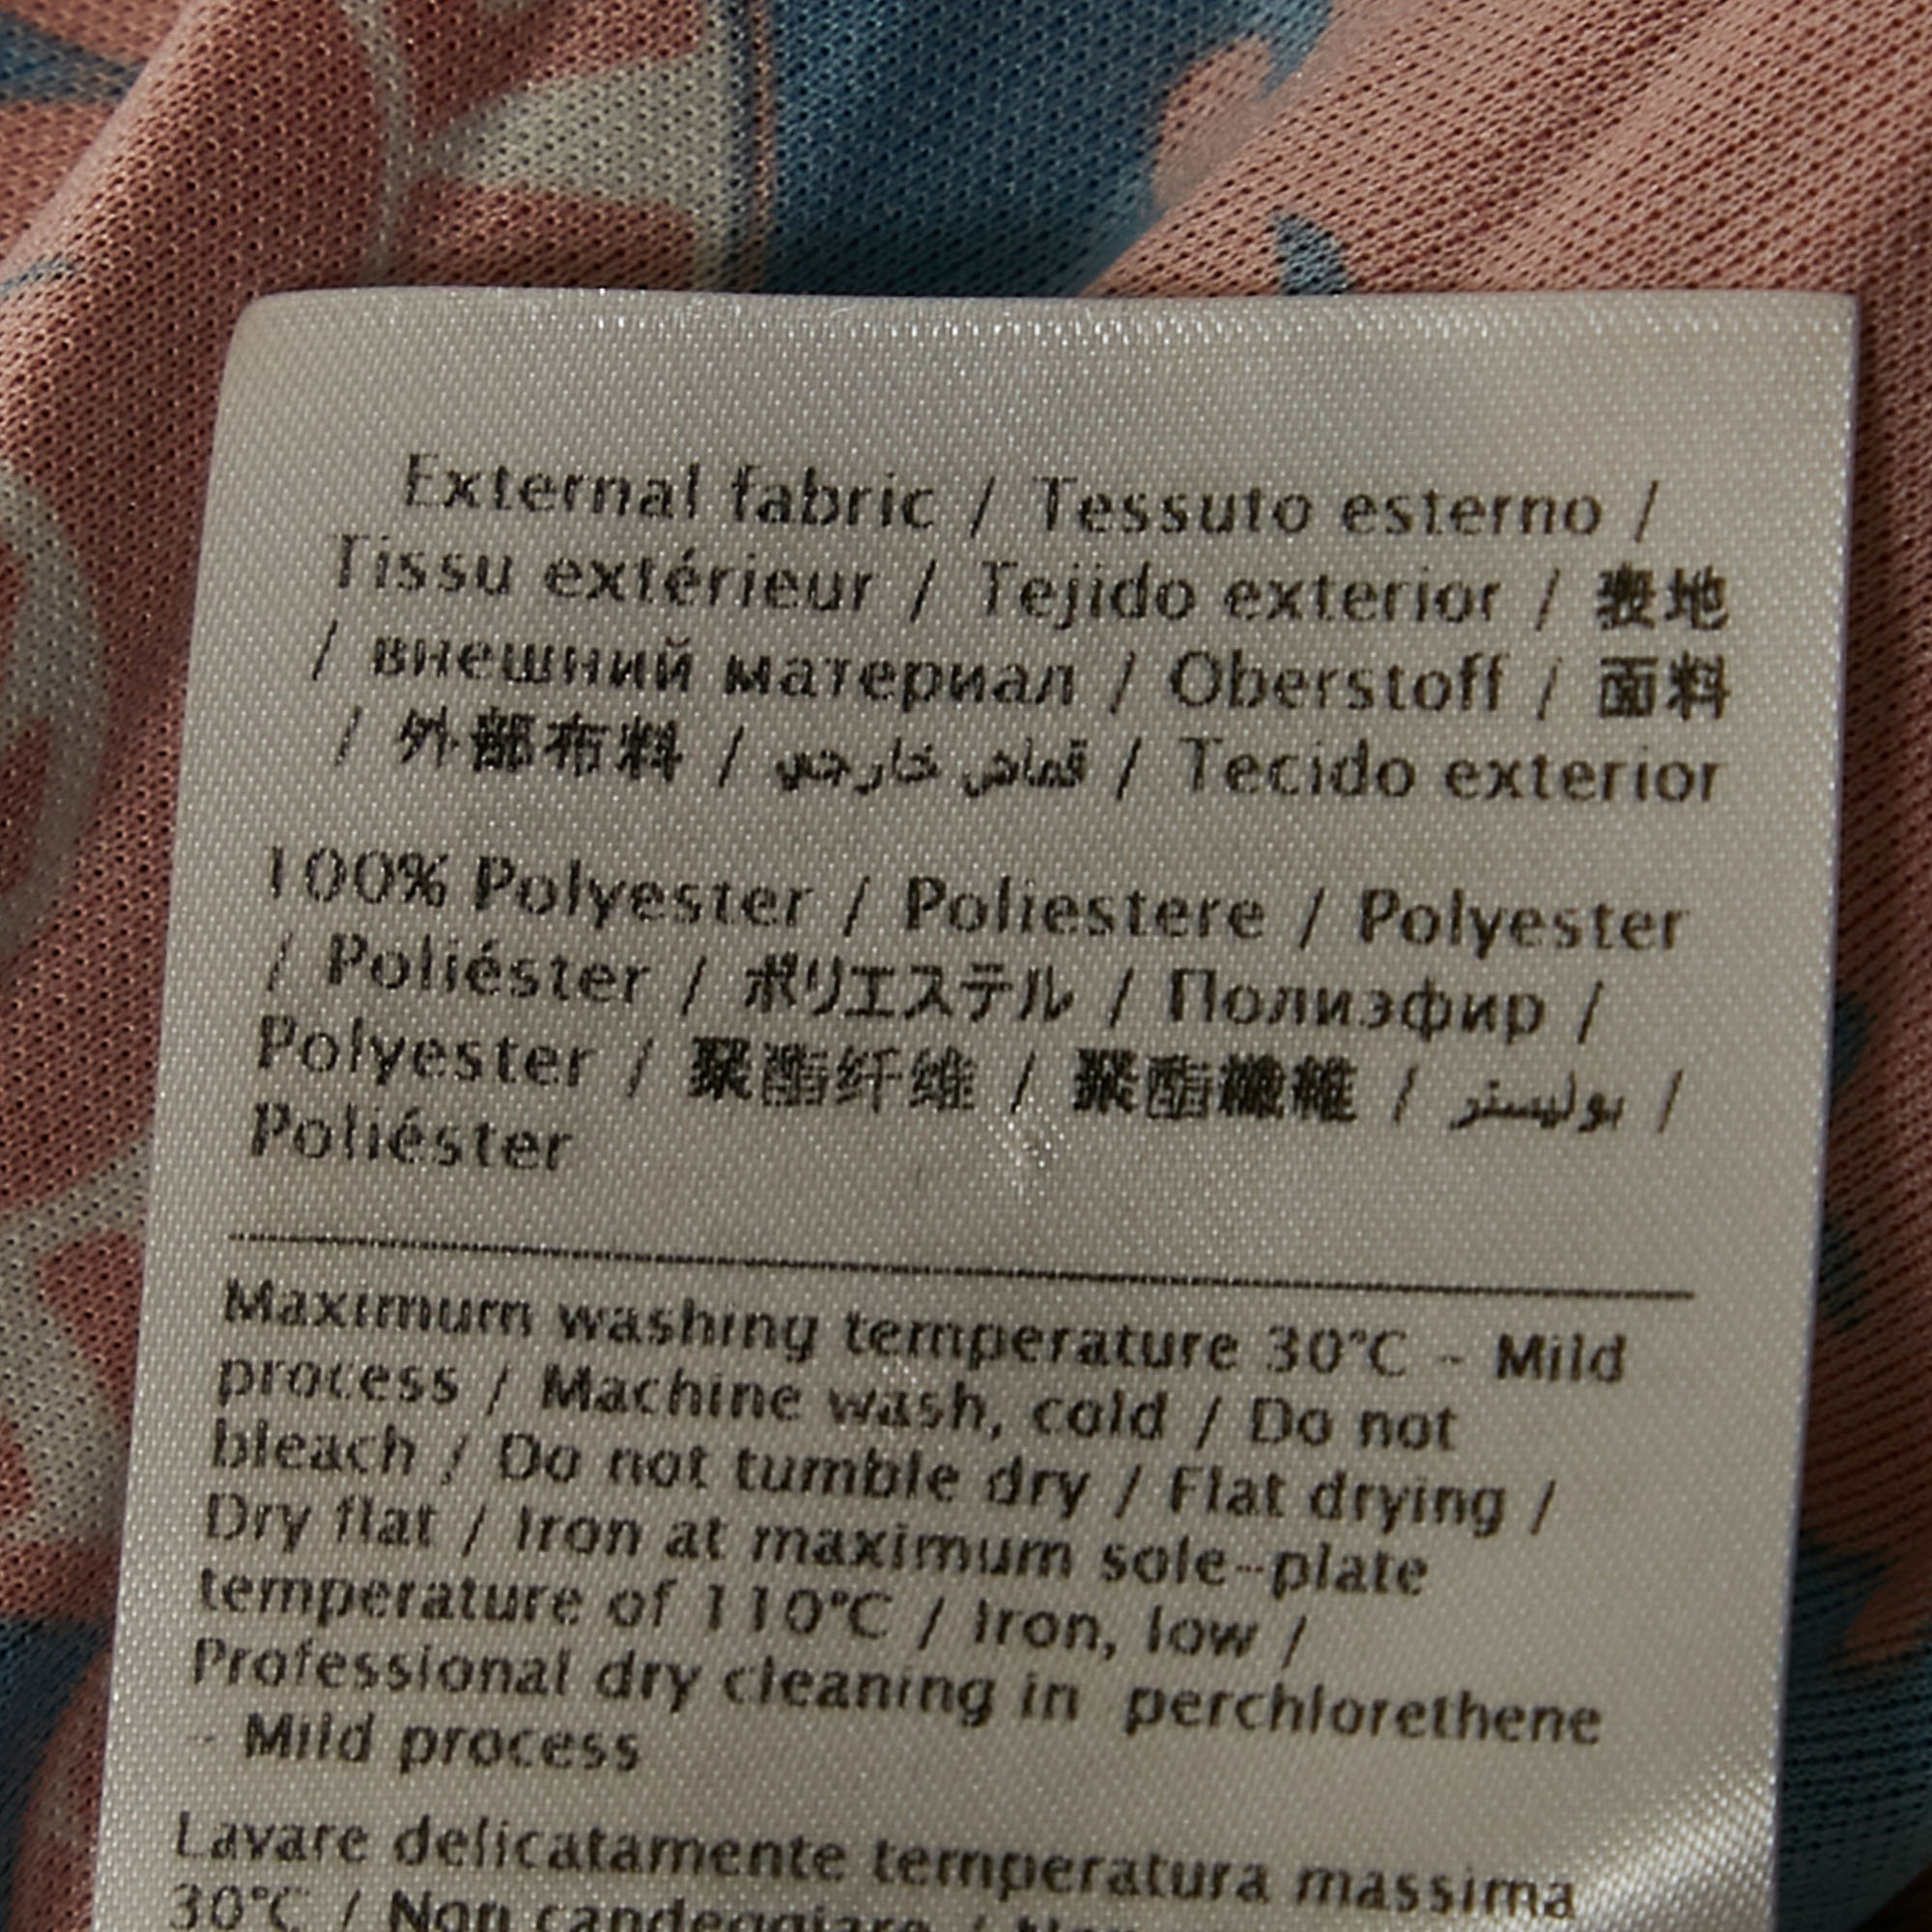 External fabric / Tessuto esterno /
Tissu extérieur / Tejido exterior / 表地
/ внешний материал / Oberstoff / 面料
/ 外部布料 / قماش خارجي / Tecido exterior
100% Polyester / Poliestere / Polyester
/ Poliéster / ポリエステル / Полиэфир /
Polyester / 聚酯纤维 / 聚酯纖維 / بوليستر /
Poliéster
Maximum washing temperature 30°C - Mild
process / Machine wash, cold / Do not
bleach / Do not tumble dry / Flat drying /
Dry flat / Iron at maximum sole-plate
temperature of 110°C / Iron, low /
Professional dry cleaning in perchlorethene
- Mild process
Lavare delicatamente temperatura massima
30°C / Non candeggiare / Non